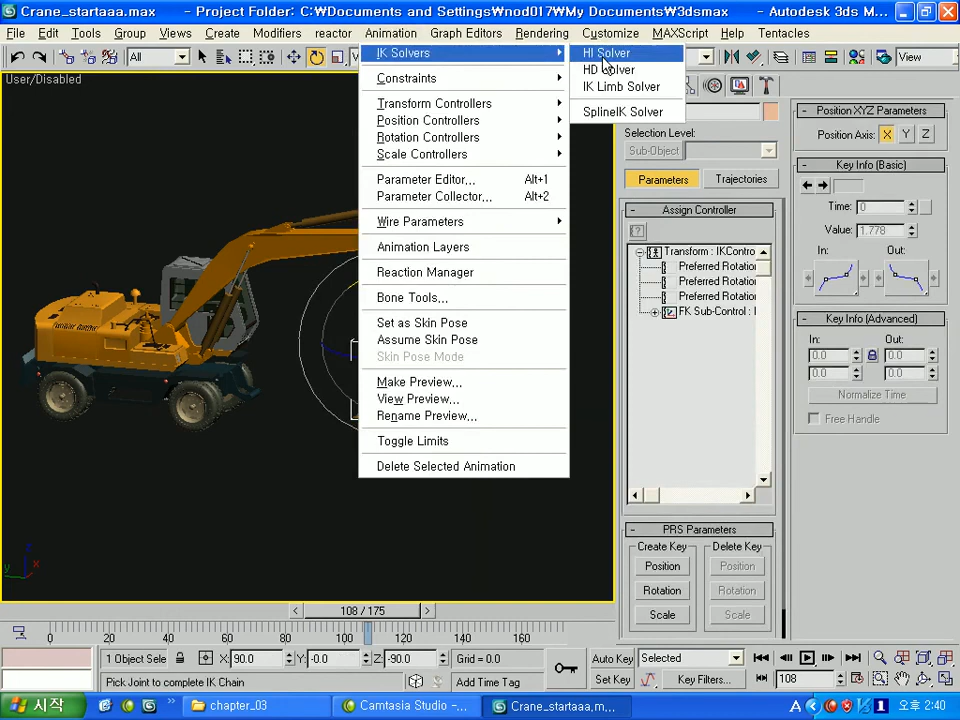 Crane_startaaa.max - Project Folder: C:₩Documents and Settings₩nod017₩My Documents₩3dsmax - Autodesk 3ds M...
File Edit Tools Group Views Create Modifiers reactor Animation Graph Editors Rendering Customize MAXScript Help Tentacles
All
User/Disabled
IK Solvers
Constraints
Transform Controllers
Position Controllers
Rotation Controllers
Scale Controllers
Parameter Editor... Alt+1
Parameter Collector... Alt+2
Wire Parameters
Animation Layers
Reaction Manager
Bone Tools...
Set as Skin Pose
Assume Skin Pose
Skin Pose Mode
Make Preview...
View Preview...
Rename Preview...
Toggle Limits
Delete Selected Animation
HI Solver
HD Solver
IK Limb Solver
SplineIK Solver
Selection Level:
Sub-Object
Parameters Trajectories
- Assign Controller
Transform : IKContro
Preferred Rotatio
Preferred Rotatio
Preferred Rotatio
FK Sub-Control : I
- PRS Parameters
Create Key Delete Key
Position Position
Rotation Rotation
Scale Scale
- Position XYZ Parameters
Position Axis: X Y Z
- Key Info (Basic)
Time: 0
Value: 1.778
In: Out:
- Key Info (Advanced)
In: Out:
0.0 0.0
0.0 0.0
Normalize Time
Free Handle
z
y x
< 108 / 175 >
0 20 40 60 80 100 120 140 160
1 Object Sele X: 90.0 Y: -0.0 Z: -90.0 Grid = 0.0 Auto Key Selected
Pick Joint to complete IK Chain Add Time Tag Set Key Key Filters... 108
시작 chapter_03 Camtasia Studio - ... Crane_startaaa.m... A 오후 2:40